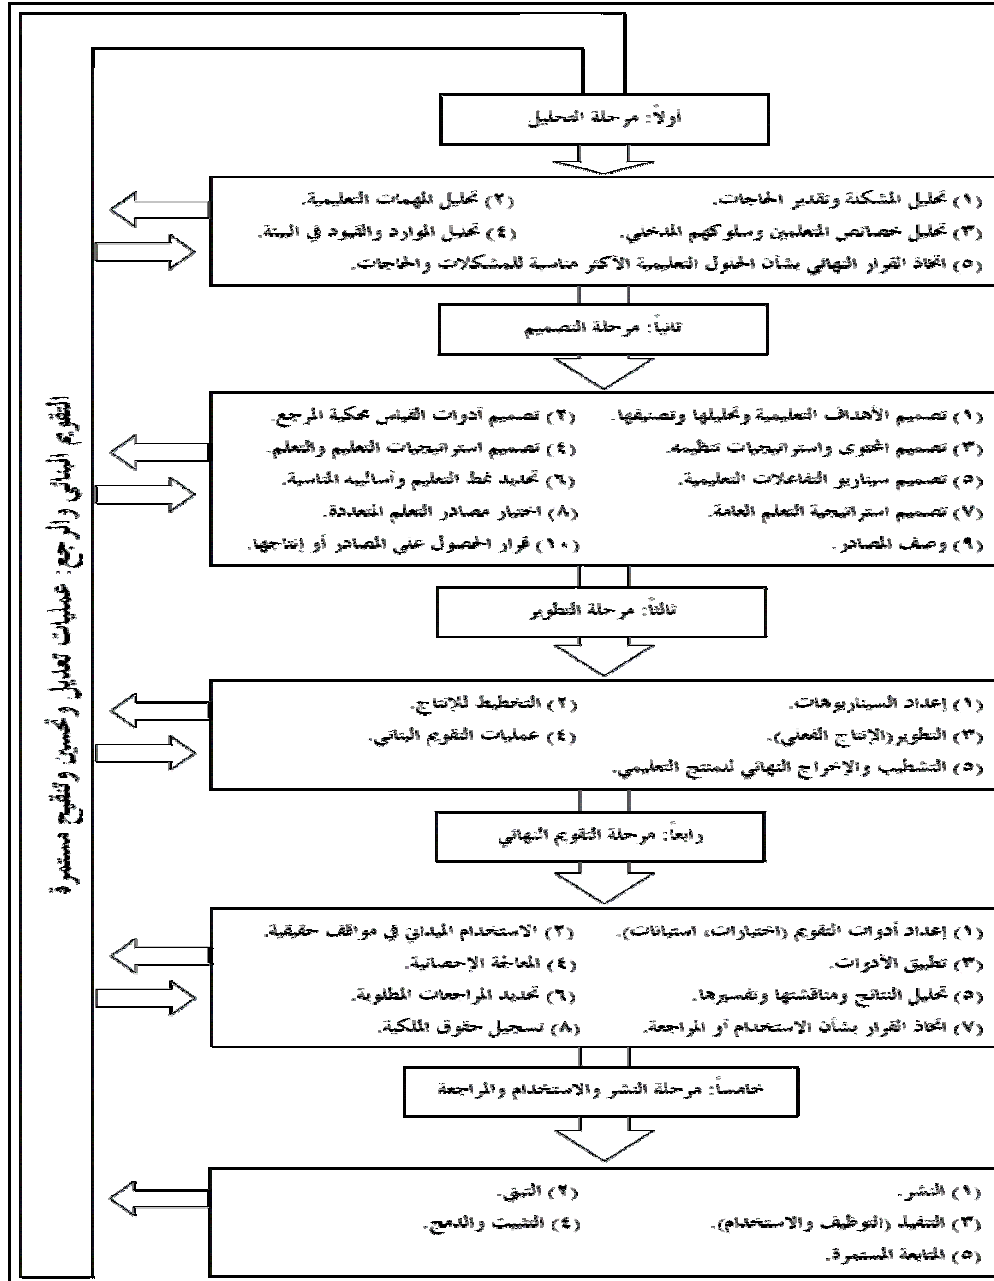 أولاً: مرحلة التحليل
(١) تحليل المشكلة وتقدير الحاجات. (٢) تحليل المهمات التعليمية.
(٣) تحليل خصائص المتعلمين وسلوكهم المدخلي. (٤) تحليل الموارد والقيود في البيئة.
(٥) اتخاذ القرار النهائي بشأن الحلول التعليمية الأكثر مناسبة للمشكلات والحاجات.
ثانياً: مرحلة التصميم
(١) تصميم الأهداف التعليمية وتحليلها وتصنيفها. (٢) تصميم أدوات القياس محكية المرجع.
(٣) تصميم المحتوى واستراتيجيات تنظيمه. (٤) تصميم استراتيجيات التعليم والتعلم.
(٥) تصميم سيناريو التفاعلات التعليمية. (٦) تحديد نمط التعليم وأساليبه المناسبة.
(٧) تصميم استراتيجية التعلم العامة. (٨) اختيار مصادر التعلم المتعددة.
(٩) وصف المصادر. (١٠) قرار الحصول على المصادر أو إنتاجها.
ثالثاً: مرحلة التطوير
(١) إعداد السيناريوهات. (٢) التخطيط للإنتاج.
(٣) التطوير(الإنتاج الفعلي). (٤) عمليات التقويم البنائي.
(٥) التشطيب والإخراج النهائي للمنتج التعليمي.
رابعاً: مرحلة التقويم النهائي
(١) إعداد أدوات التقويم (اختبارات، استبانات). (٢) الاستخدام الميداني في مواقف حقيقية.
(٣) تطبيق الأدوات. (٤) المعالجة الإحصائية.
(٥) تحليل النتائج ومناقشتها وتفسيرها. (٦) تحديد المراجعات المطلوبة.
(٧) اتخاذ القرار بشأن الاستخدام أو المراجعة. (٨) تسجيل حقوق الملكية.
خامساً: مرحلة النشر والاستخدام والمراجعة
(١) النشر. (٢) التبني.
(٣) التنفيذ (التوظيف والاستخدام). (٤) التثبيت والدمج.
(٥) المتابعة المستمرة.
التقويم البنائي والرجع: عمليات تعديل وتحسين وتنقيح مستمرة